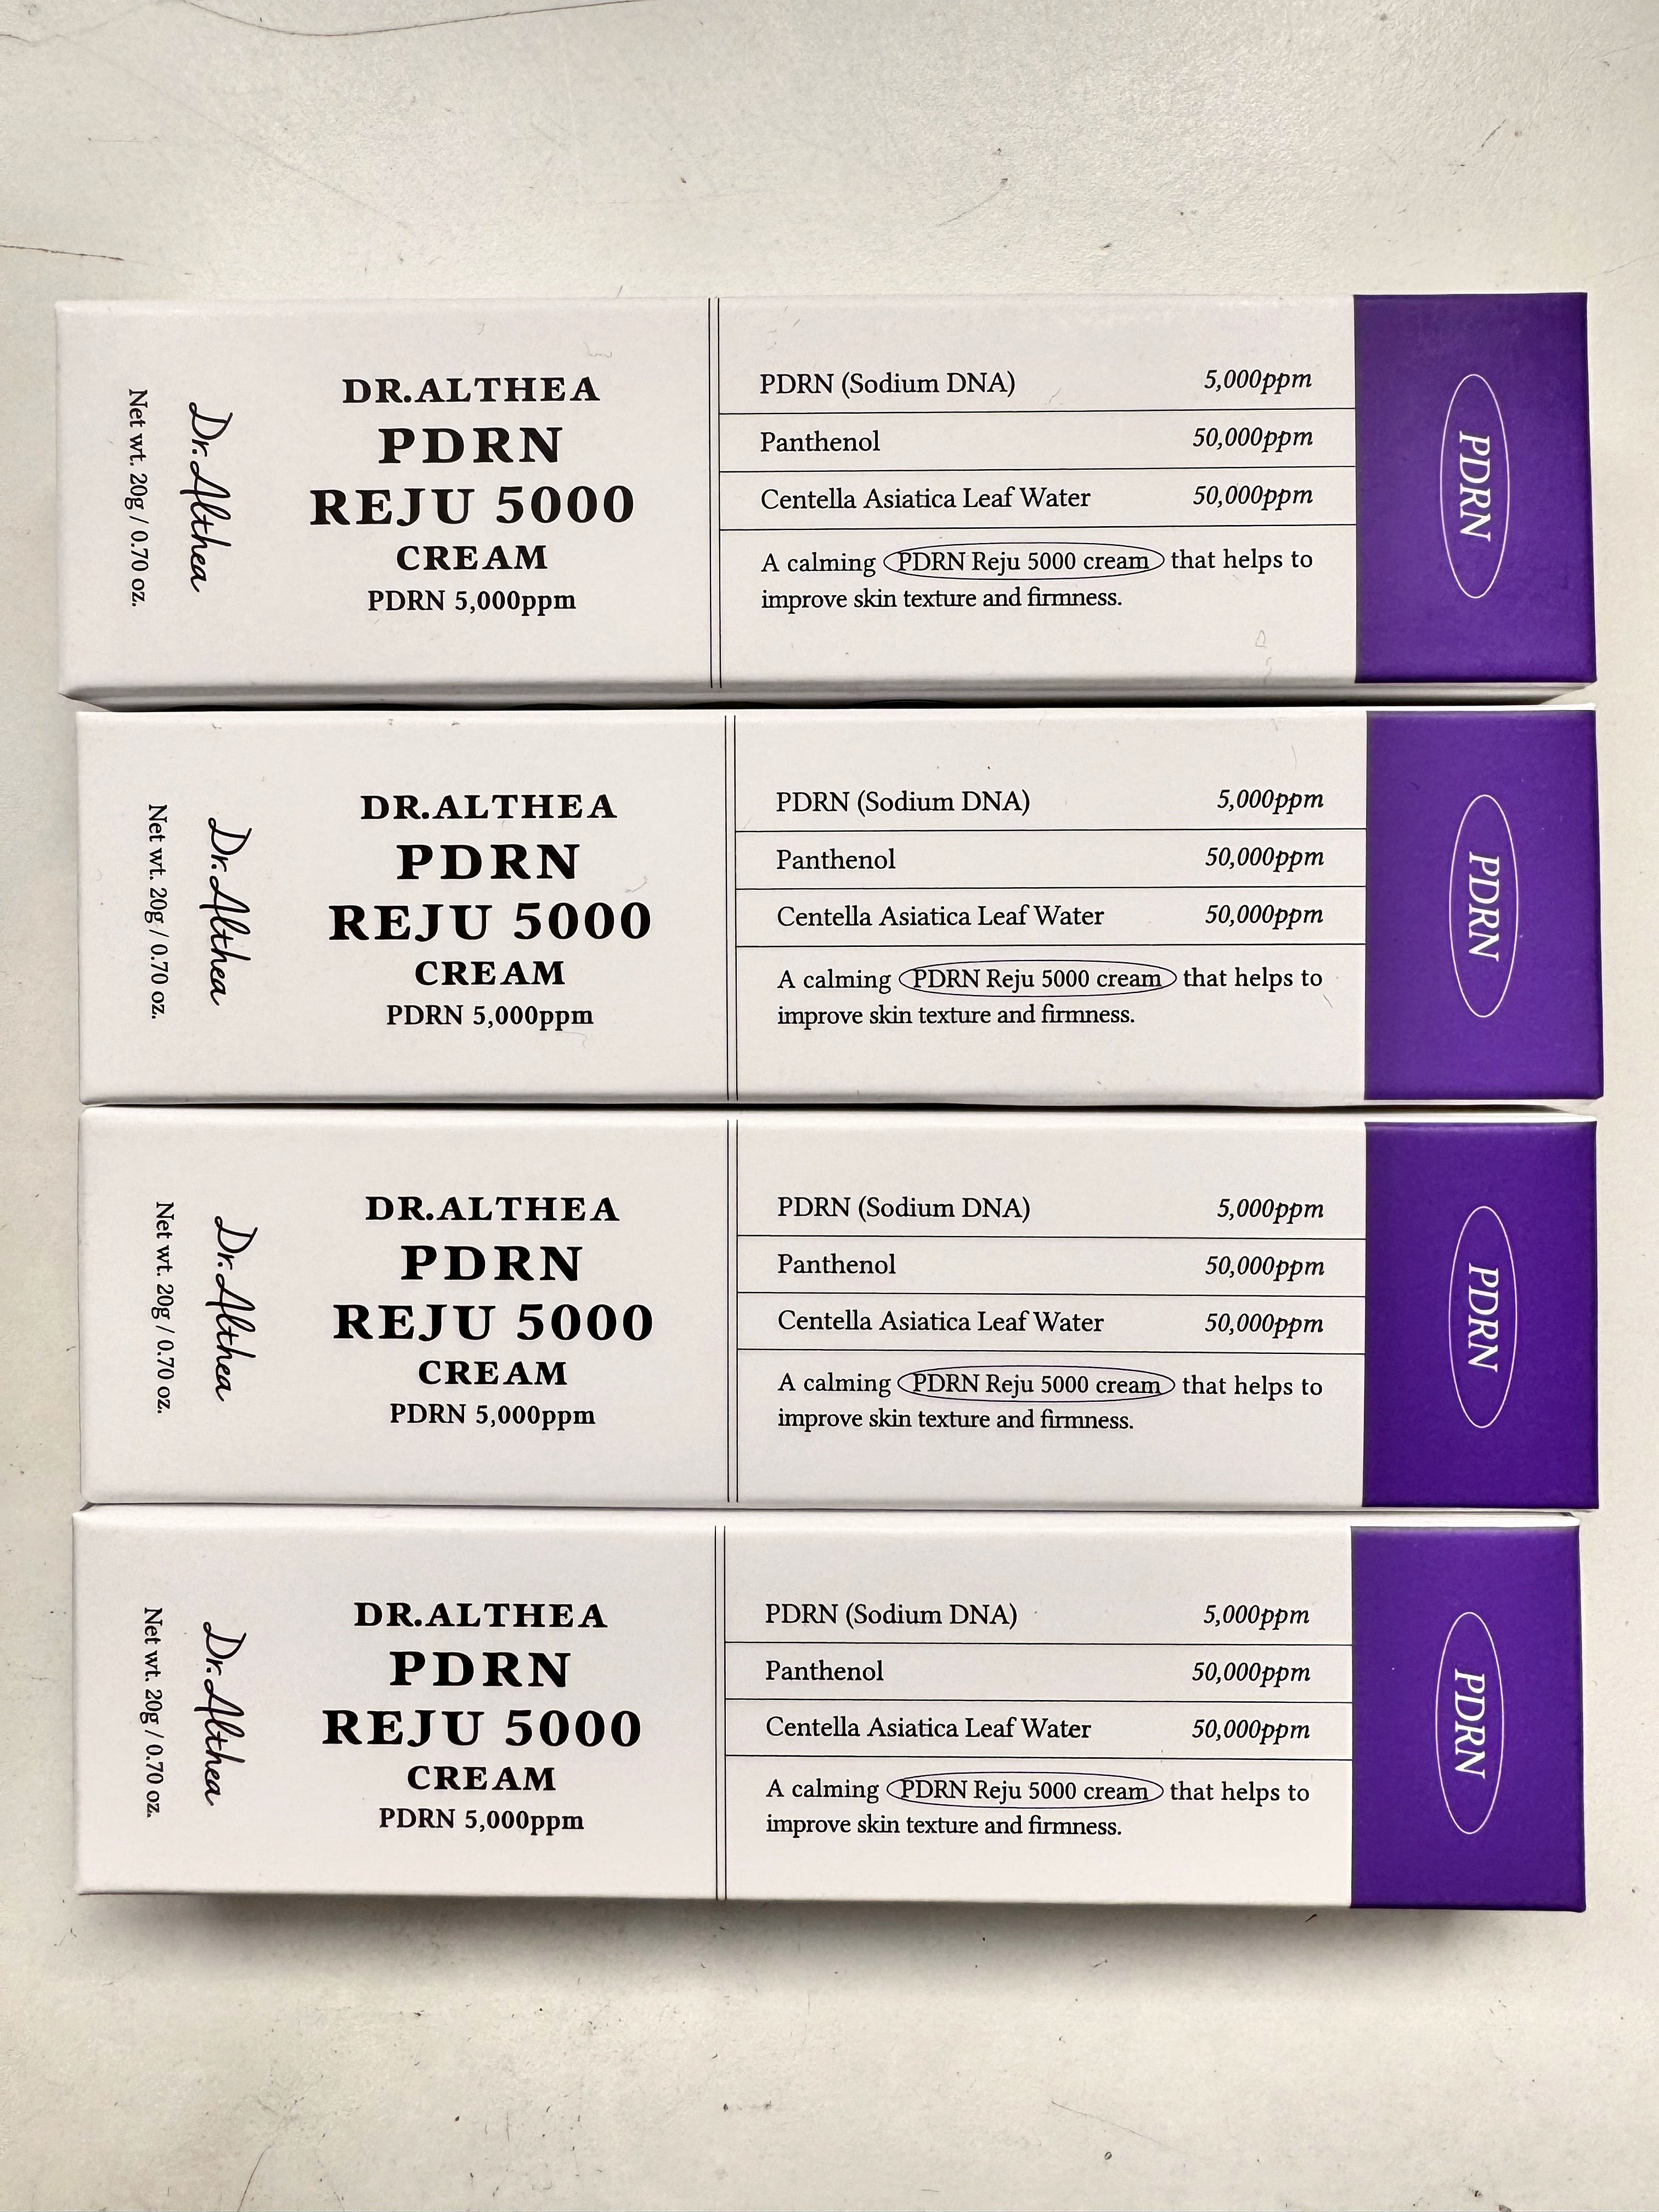 Net wt. 20g / 0.70 oz.
Dr.Althea
DR.ALTHEA
PDRN
REJU 5000
CREAM
PDRN 5,000ppm
PDRN (Sodium DNA) 5,000ppm
Panthenol 50,000ppm
Centella Asiatica Leaf Water 50,000ppm
A calming PDRN Reju 5000 cream that helps to
improve skin texture and firmness.
PDRN
Net wt. 20g / 0.70 oz.
Dr.Althea
DR.ALTHEA
PDRN
REJU 5000
CREAM
PDRN 5,000ppm
PDRN (Sodium DNA) 5,000ppm
Panthenol 50,000ppm
Centella Asiatica Leaf Water 50,000ppm
A calming PDRN Reju 5000 cream that helps to
improve skin texture and firmness.
PDRN
Net wt. 20g / 0.70 oz.
Dr.Althea
DR.ALTHEA
PDRN
REJU 5000
CREAM
PDRN 5,000ppm
PDRN (Sodium DNA) 5,000ppm
Panthenol 50,000ppm
Centella Asiatica Leaf Water 50,000ppm
A calming PDRN Reju 5000 cream that helps to
improve skin texture and firmness.
PDRN
Net wt. 20g / 0.70 oz.
Dr.Althea
DR.ALTHEA
PDRN
REJU 5000
CREAM
PDRN 5,000ppm
PDRN (Sodium DNA) 5,000ppm
Panthenol 50,000ppm
Centella Asiatica Leaf Water 50,000ppm
A calming PDRN Reju 5000 cream that helps to
improve skin texture and firmness.
PDRN